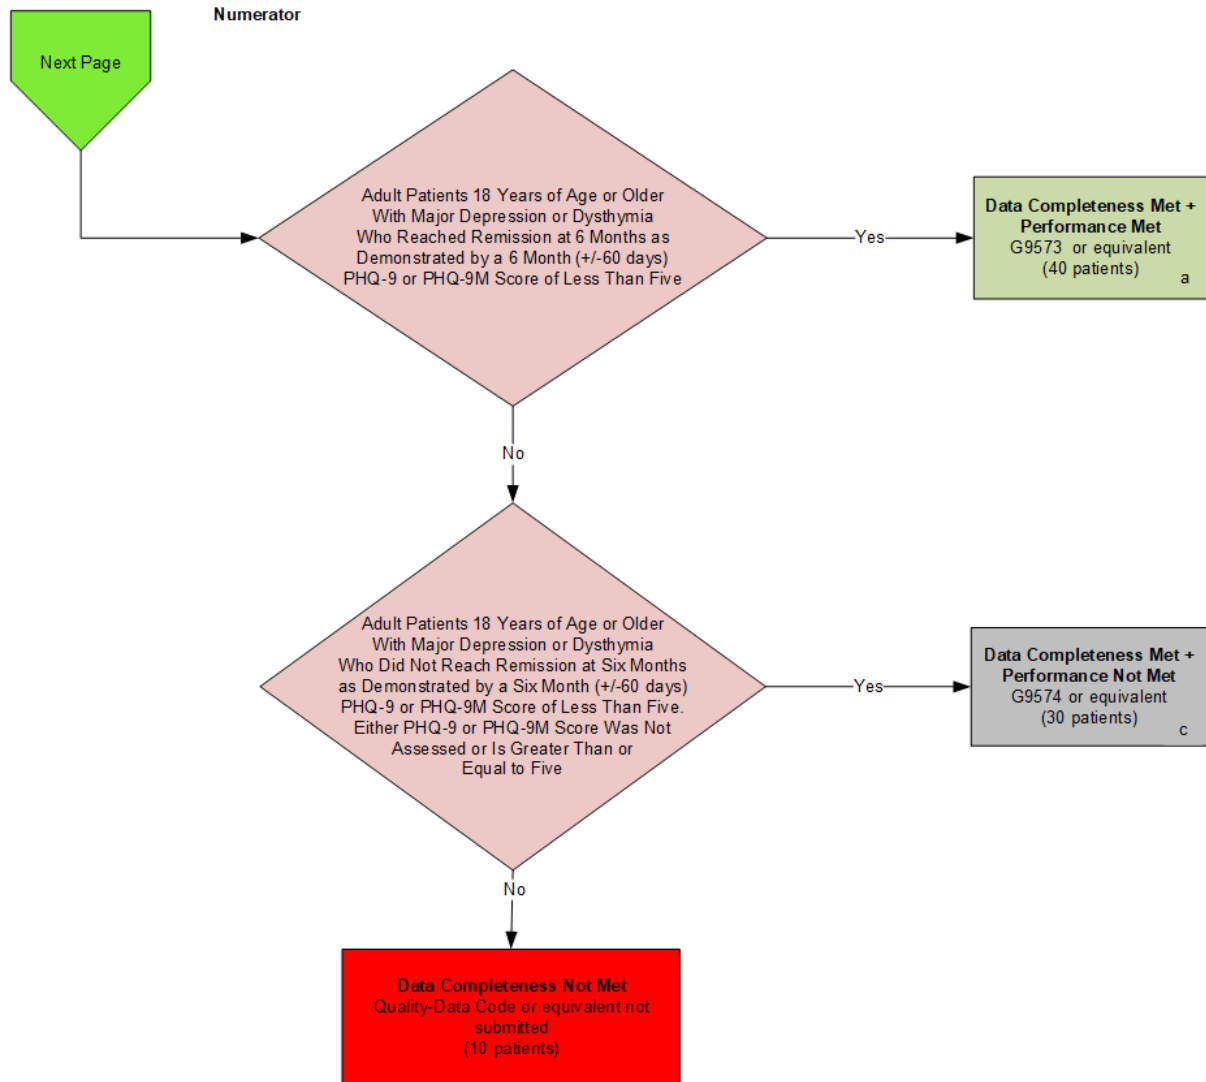 Numerator
Next Page
Adult Patients 18 Years of Age or Older
With Major Depression or Dysthymia
Who Reached Remission at 6 Months as
Demonstrated by a 6 Month (+/-60 days)
PHQ-9 or PHQ-9M Score of Less Than Five
Yes
Data Completeness Met +
Performance Met
G9573 or equivalent
(40 patients)
a
No
Adult Patients 18 Years of Age or Older
With Major Depression or Dysthymia
Who Did Not Reach Remission at Six Months
as Demonstrated by a Six Month (+/-60 days)
PHQ-9 or PHQ-9M Score of Less Than Five.
Either PHQ-9 or PHQ-9M Score Was Not
Assessed or Is Greater Than or
Equal to Five
Yes
Data Completeness Met +
Performance Not Met
G9574 or equivalent
(30 patients)
c
No
Data Completeness Not Met
Quality-Data Code or equivalent not
submitted
(10 patients)